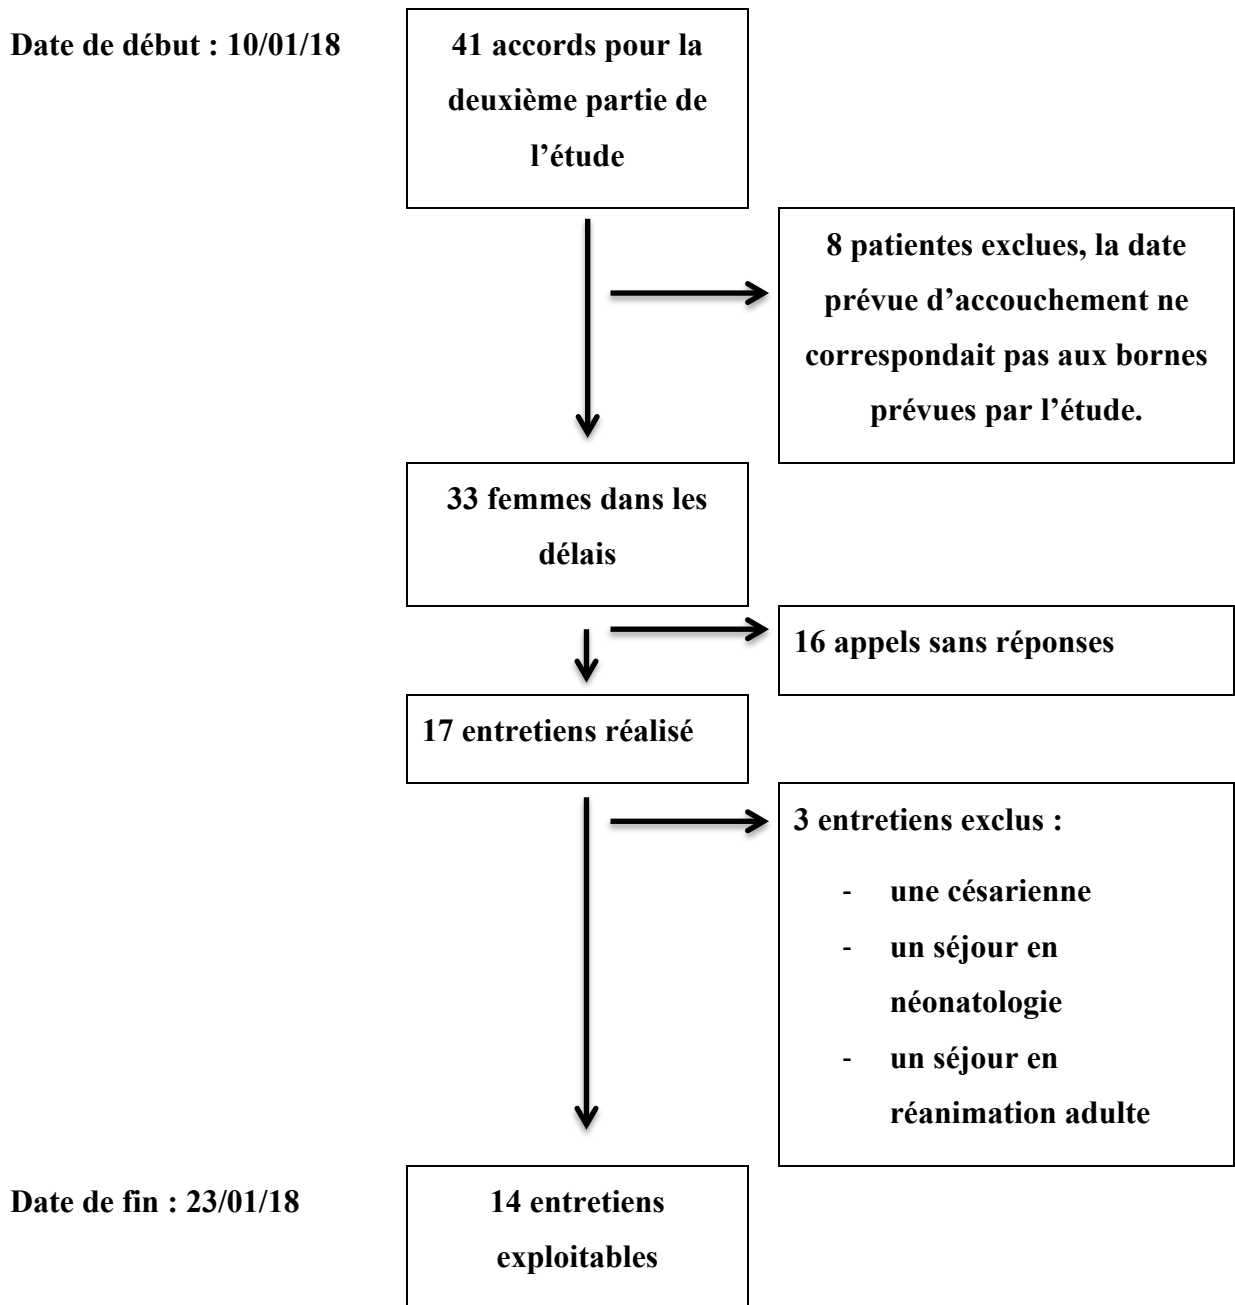 Date de début : 10/01/18
41 accords pour la
deuxième partie de
l’étude
8 patientes exclues, la date
prévue d’accouchement ne
correspondait pas aux bornes
prévues par l’étude.
33 femmes dans les
délais
16 appels sans réponses
17 entretiens réalisé
3 entretiens exclus :
- une césarienne
- un séjour en
néonatologie
- un séjour en
réanimation adulte
Date de fin : 23/01/18
14 entretiens
exploitables